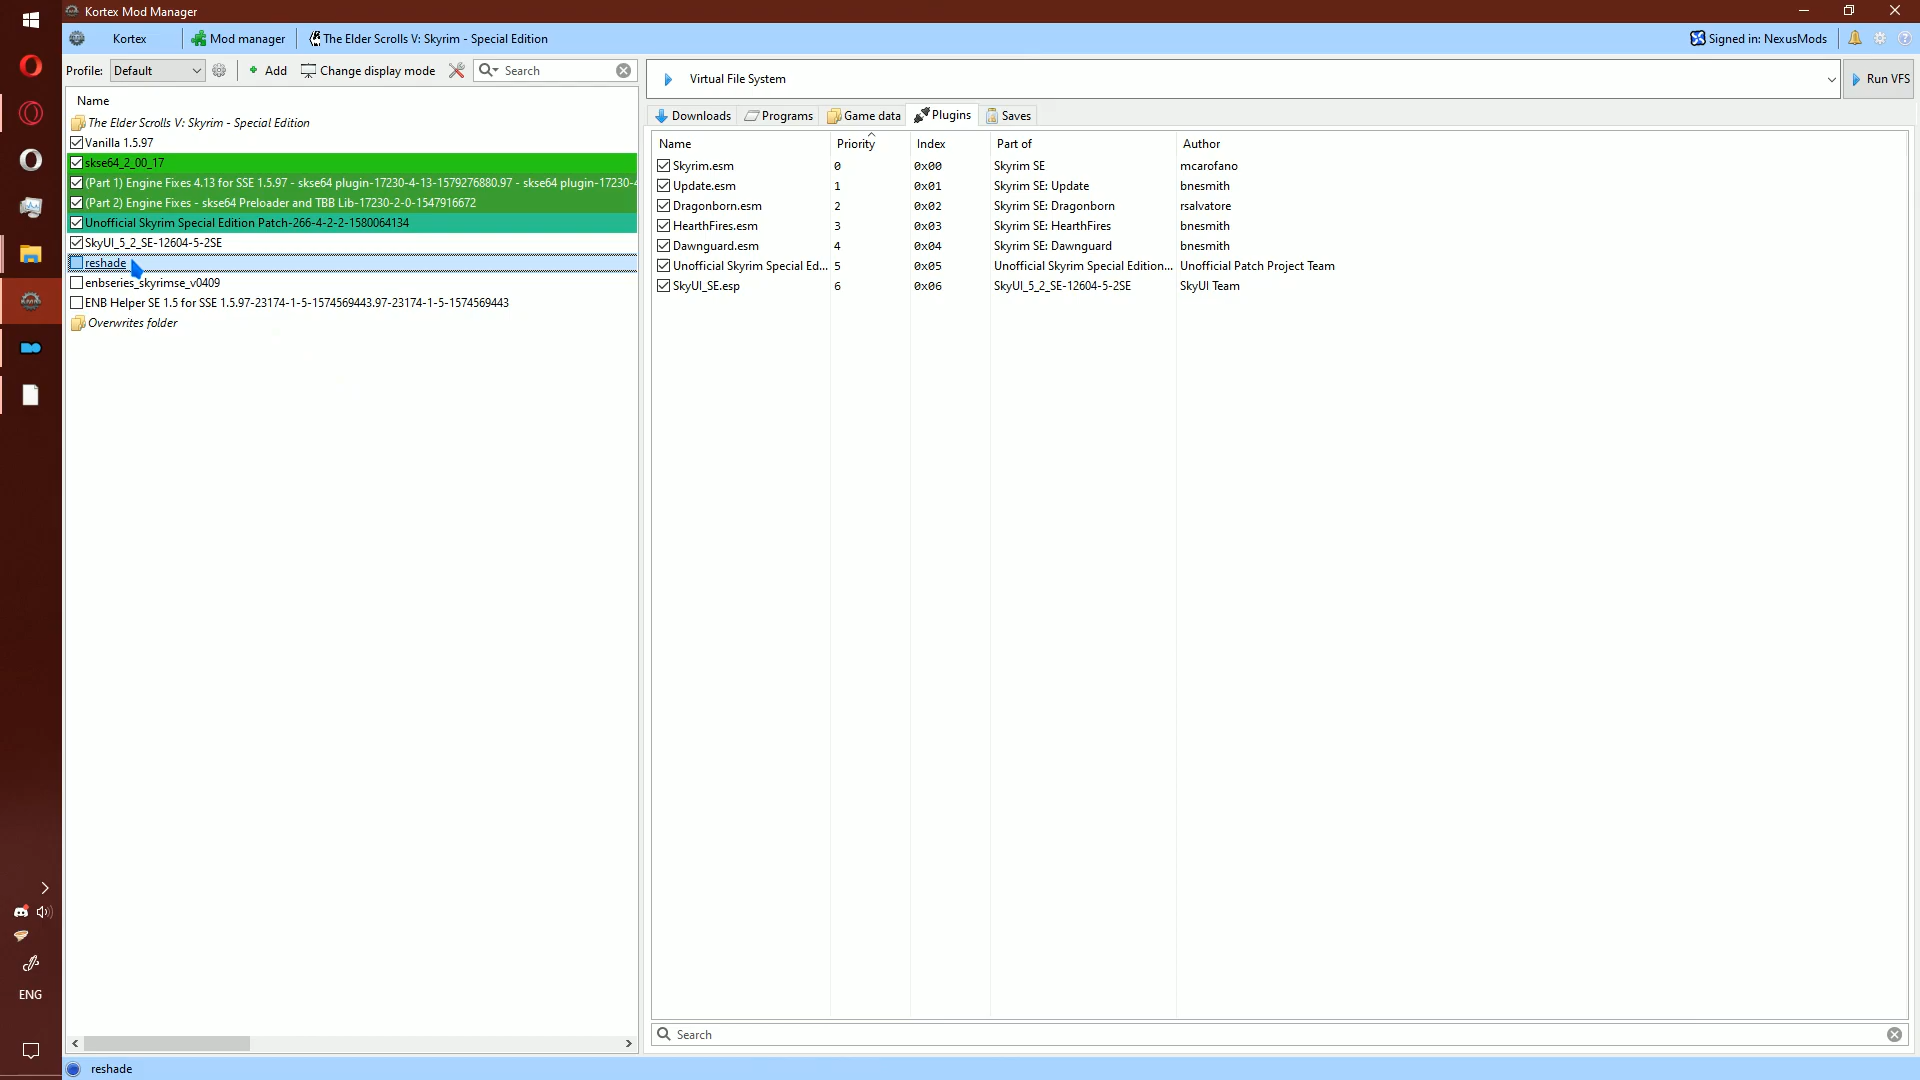 Kortex Mod Manager
Kortex
Mod manager
The Elder Scrolls V: Skyrim - Special Edition
Signed in: NexusMods
Profile:
Default
Add
Change display mode
Search
Virtual File System
Run VFS
Name
The Elder Scrolls V: Skyrim - Special Edition
Vanilla 1.5.97
skse64_2_00_17
(Part 1) Engine Fixes 4.13 for SSE 1.5.97 - skse64 plugin-17230-4-13-1579276880.97 - skse64 plugin-17230-4
(Part 2) Engine Fixes - skse64 Preloader and TBB Lib-17230-2-0-1547916672
Unofficial Skyrim Special Edition Patch-266-4-2-2-1580064134
SkyUI_5_2_SE-12604-5-2SE
reshade
enbseries_skyrimse_v0409
ENB Helper SE 1.5 for SSE 1.5.97-23174-1-5-1574569443.97-23174-1-5-1574569443
Overwrites folder
Downloads
Programs
Game data
Plugins
Saves
Name Priority Index Part of Author
Skyrim.esm 0 0x00 Skyrim SE mcarofano
Update.esm 1 0x01 Skyrim SE: Update bnesmith
Dragonborn.esm 2 0x02 Skyrim SE: Dragonborn rsalvatore
HearthFires.esm 3 0x03 Skyrim SE: HearthFires bnesmith
Dawnguard.esm 4 0x04 Skyrim SE: Dawnguard bnesmith
Unofficial Skyrim Special Ed... 5 0x05 Unofficial Skyrim Special Edition... Unofficial Patch Project Team
SkyUI_SE.esp 6 0x06 SkyUI_5_2_SE-12604-5-2SE SkyUI Team
Search
ENG
reshade